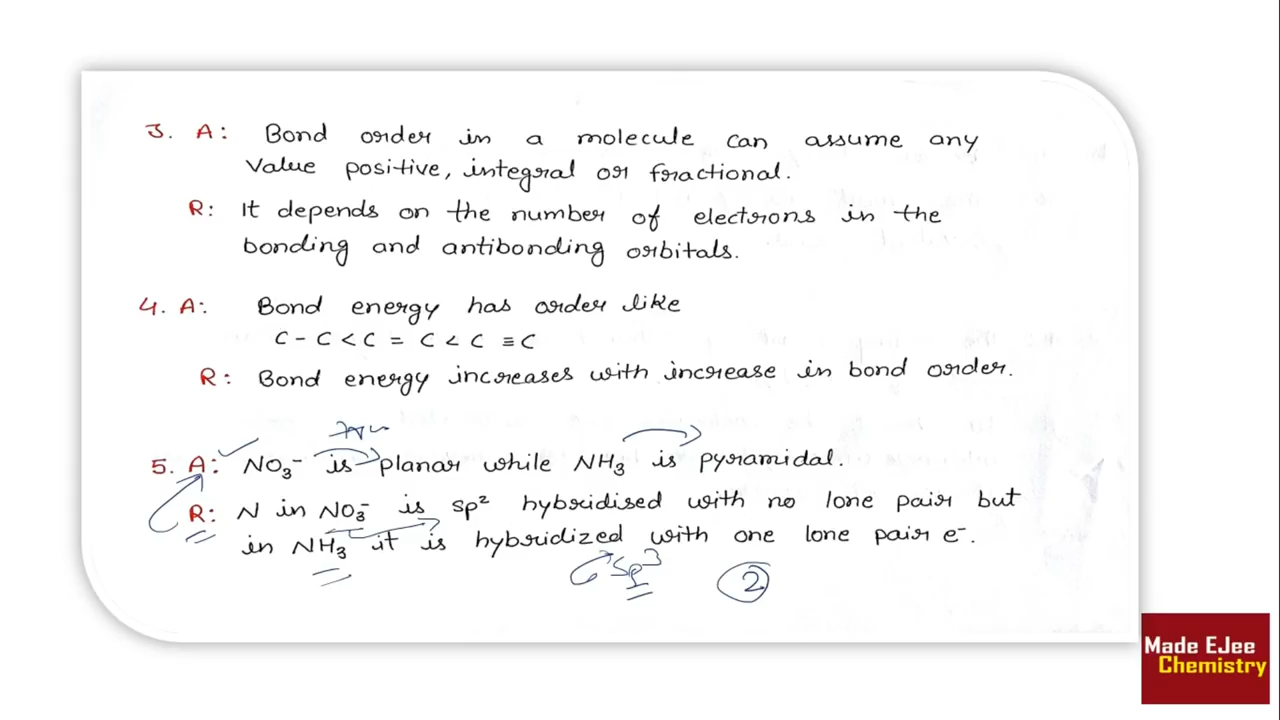 3. A: Bond order in a molecule can assume any
value positive, integral or fractional.
R: It depends on the number of electrons in the
bonding and antibonding orbitals.
4. A: Bond energy has order like
C - C < C = C < C ≡ C
R: Bond energy increases with increase in bond order.
5. A: NO₃⁻ is planar while NH₃ is pyramidal.
R: N in NO₃⁻ is sp² hybridised with no lone pair but
in NH₃ it is hybridized with one lone pair e⁻.
sp³
2
Made EJee
Chemistry